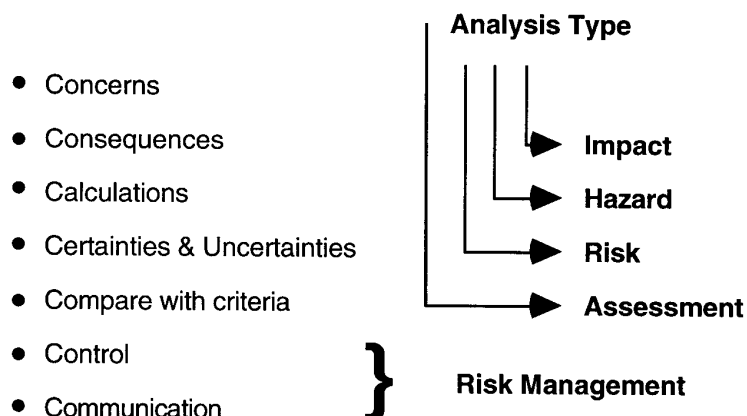 Analysis Type
• Concerns
• Consequences
Impact
• Calculations
Hazard
• Certainties & Uncertainties
Risk
• Compare with criteria
Assessment
• Control
} Risk Management
• Communication